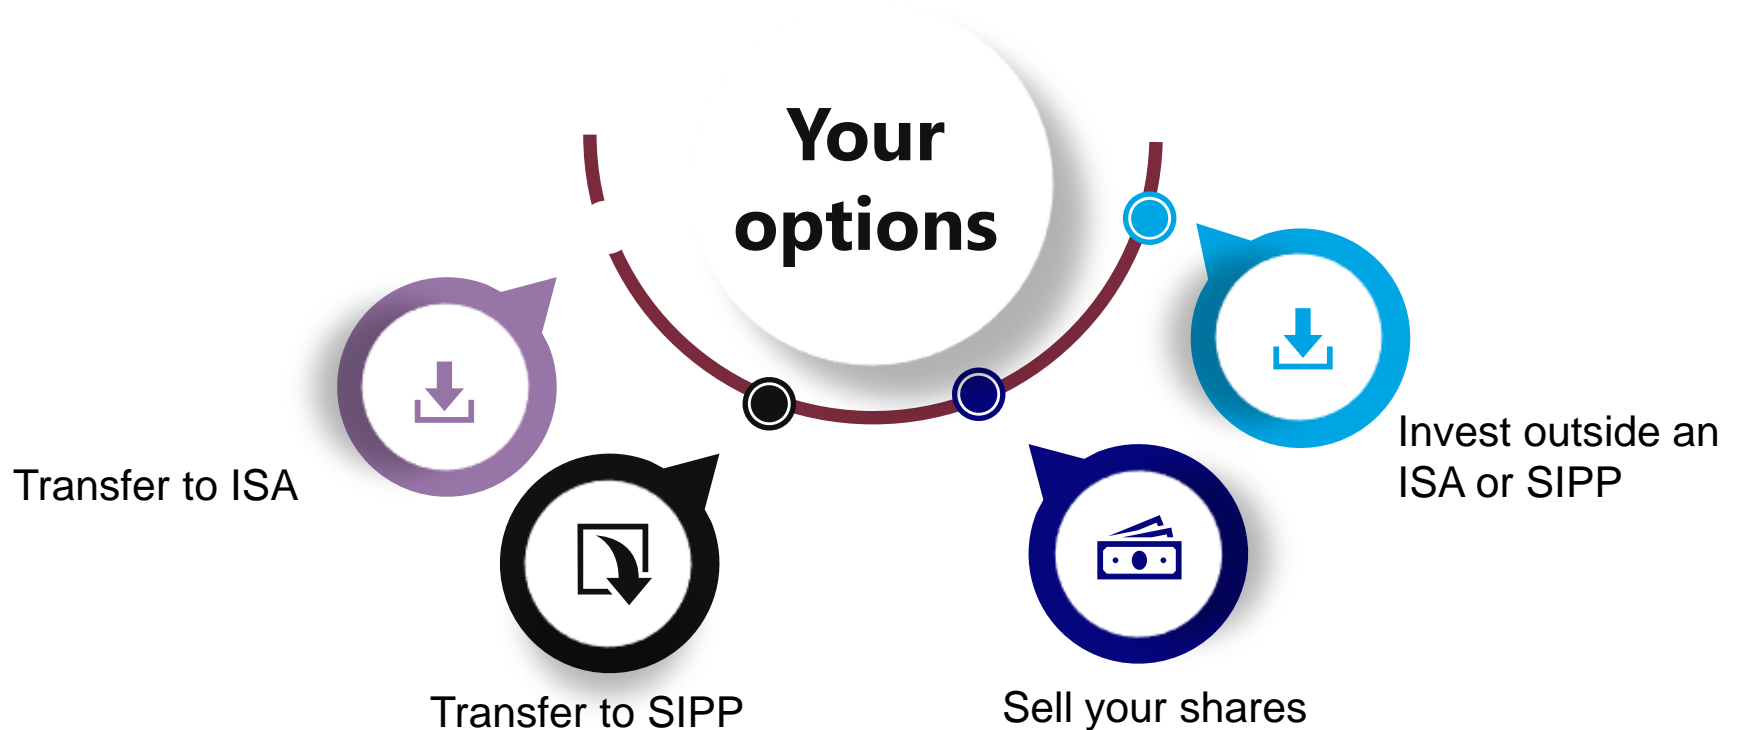 Your
options
Transfer to ISA
Transfer to SIPP
Sell your shares
Invest outside an
ISA or SIPP